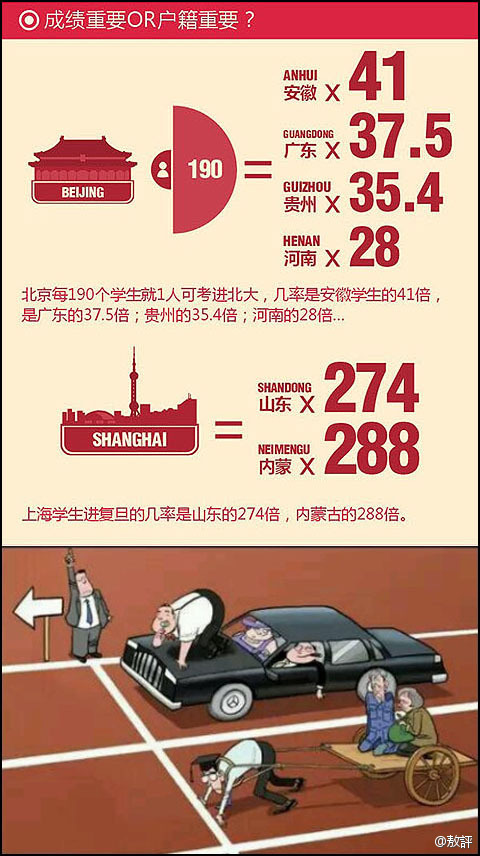 成绩重要OR户籍重要？
BEIJING
190
=
ANHUI
安徽 X 41
GUANGDONG
广东 X 37.5
GUIZHOU
贵州 X 35.4
HENAN
河南 X 28
北京每190个学生就1人可考进北大，几率是安徽学生的41倍，
是广东的37.5倍；贵州的35.4倍；河南的28倍...
SHANGHAI
=
SHANDONG
山东 X 274
NEIMENGU
内蒙 X 288
上海学生进复旦的几率是山东的274倍，内蒙古的288倍。
@敖評